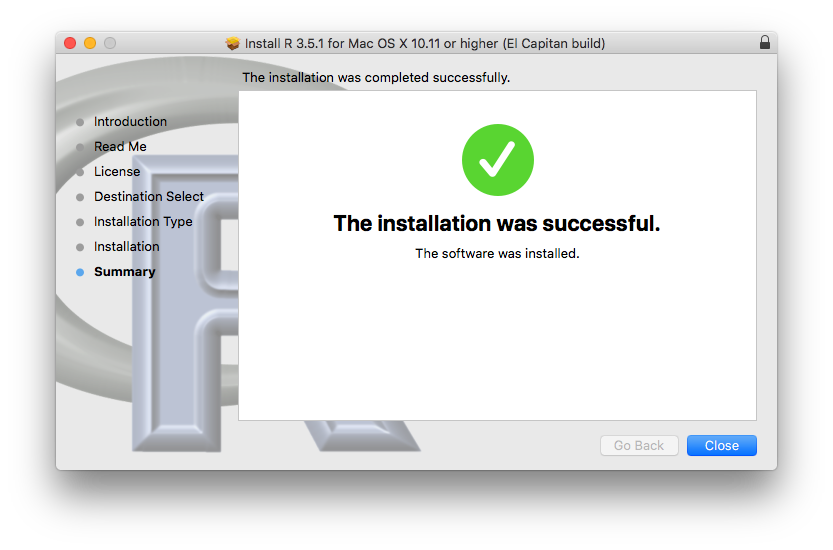 Install R 3.5.1 for Mac OS X 10.11 or higher (El Capitan build)
The installation was completed successfully.
Introduction
Read Me
License
Destination Select
Installation Type
Installation
Summary
The installation was successful.
The software was installed.
Go Back
Close